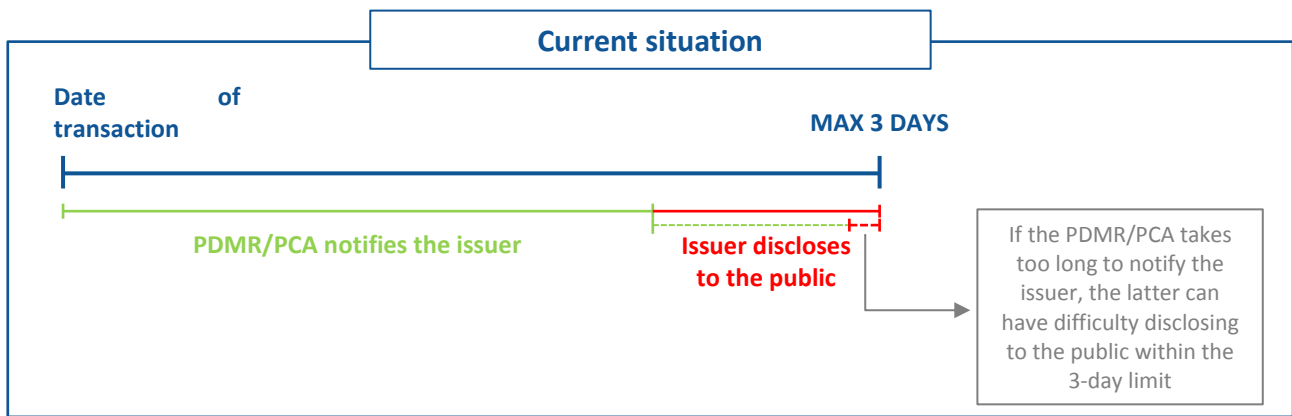 Current situation
Date of
transaction
MAX 3 DAYS
PDMR/PCA notifies the issuer
Issuer discloses
to the public
If the PDMR/PCA takes
too long to notify the
issuer, the latter can
have difficulty disclosing
to the public within the
3-day limit